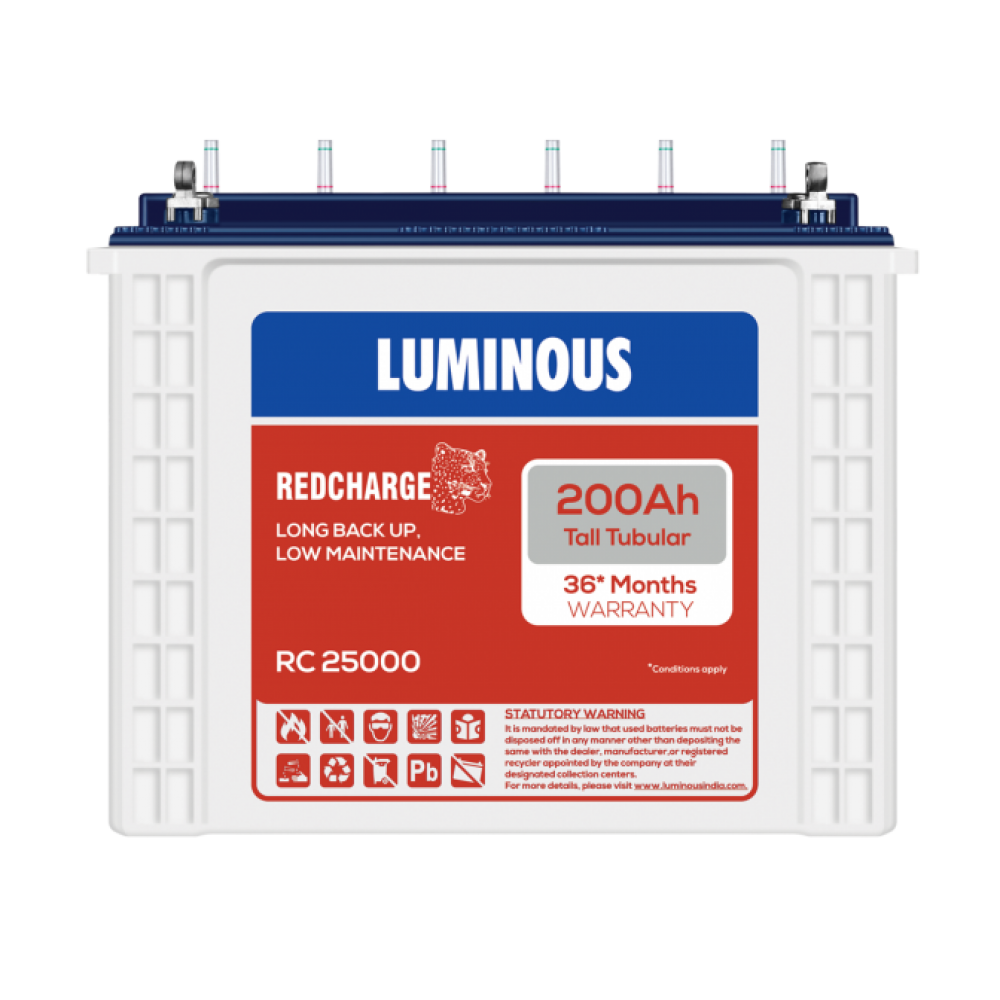 LUMINOUS
REDCHARGE
LONG BACK UP,
LOW MAINTENANCE
200Ah
Tall Tubular
36* Months
WARRANTY
RC 25000
*Conditions apply
Pb
STATUTORY WARNING
It is mandated by law that used batteries must not be
disposed off in any manner other than depositing the
same with the dealer, manufacturer,or registered
recycler appointed by the company at their
designated collection centers.
For more details, please visit www.luminousindia.com.